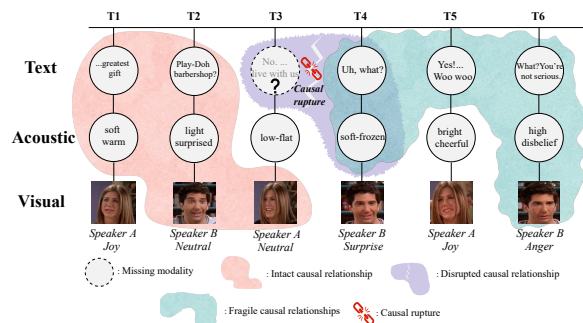 T1 T2 T3 T4 T5 T6
Text
...greatest
gift
Play-Doh
barbershop?
No. ...
live with us
?
Causal
rupture
Uh, what?
Yes!...
Woo woo
What?You're
not serious.
Acoustic
soft
warm
light
surprised
low-flat
soft-frozen
bright
cheerful
high
disbelief
Visual
Speaker A
Joy
Speaker B
Neutral
Speaker A
Neutral
Speaker B
Surprise
Speaker A
Joy
Speaker B
Anger
: Missing modality
: Intact causal relationship
: Disrupted causal relationship
: Fragile causal relationships
: Causal rupture